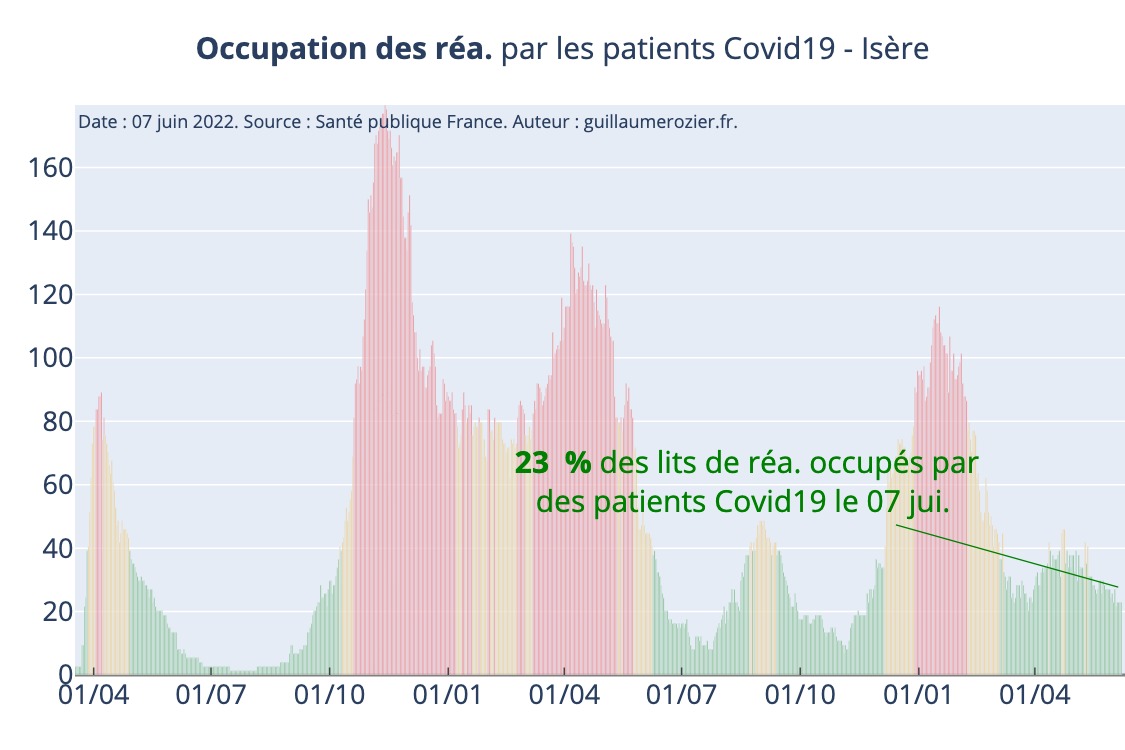 Occupation des réa. par les patients Covid19 - Isère
Date : 07 juin 2022. Source : Santé publique France. Auteur : guillaumerozier.fr.
160
140
120
100
80
23 % des lits de réa. occupés par
60
des patients Covid19 le 07 jui.
40
20
0
01/04 01/07 01/10 01/01 01/04 01/07 01/10 01/01 01/04